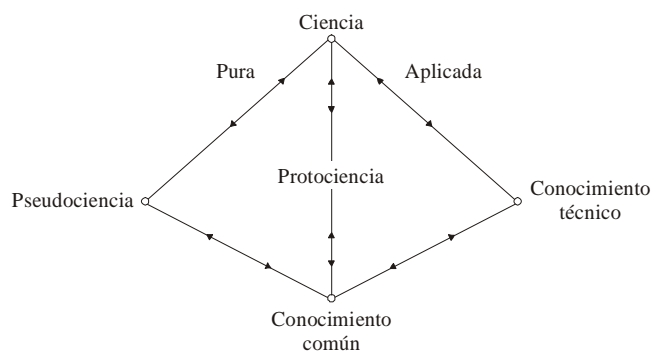 Ciencia
Pura
Aplicada
Protociencia
Pseudociencia
Conocimiento
técnico
Conocimiento
común